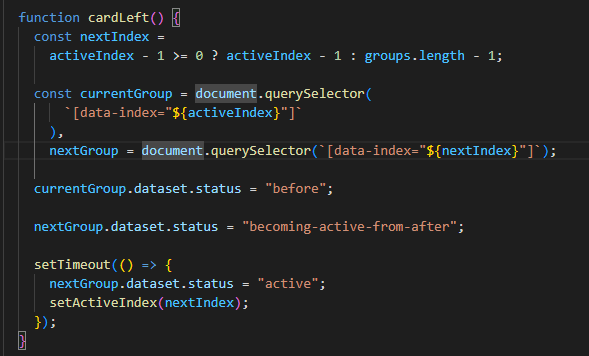 function cardLeft() {
const nextIndex =
activeIndex - 1 >= 0 ? activeIndex - 1 : groups.length - 1;
const currentGroup = document.querySelector(
`[data-index="${activeIndex}"]`
),
nextGroup = document.querySelector(`[data-index="${nextIndex}"]`);
currentGroup.dataset.status = "before";
nextGroup.dataset.status = "becoming-active-from-after";
setTimeout(() => {
nextGroup.dataset.status = "active";
setActiveIndex(nextIndex);
});
}